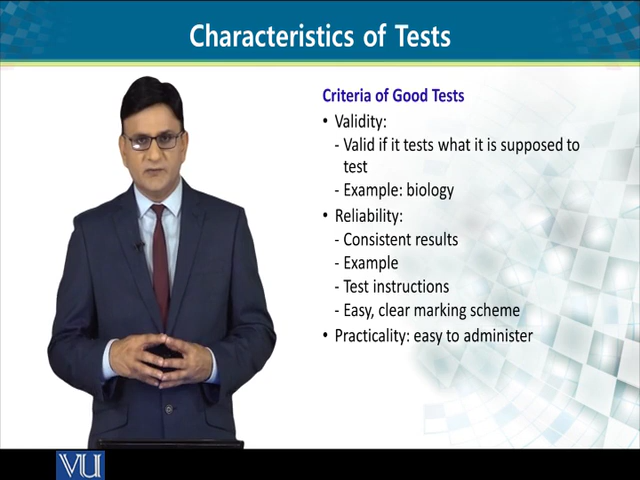 Characteristics of Tests
Criteria of Good Tests
• Validity:
- Valid if it tests what it is supposed to
test
- Example: biology
• Reliability:
- Consistent results
- Example
- Test instructions
- Easy, clear marking scheme
• Practicality: easy to administer
VU